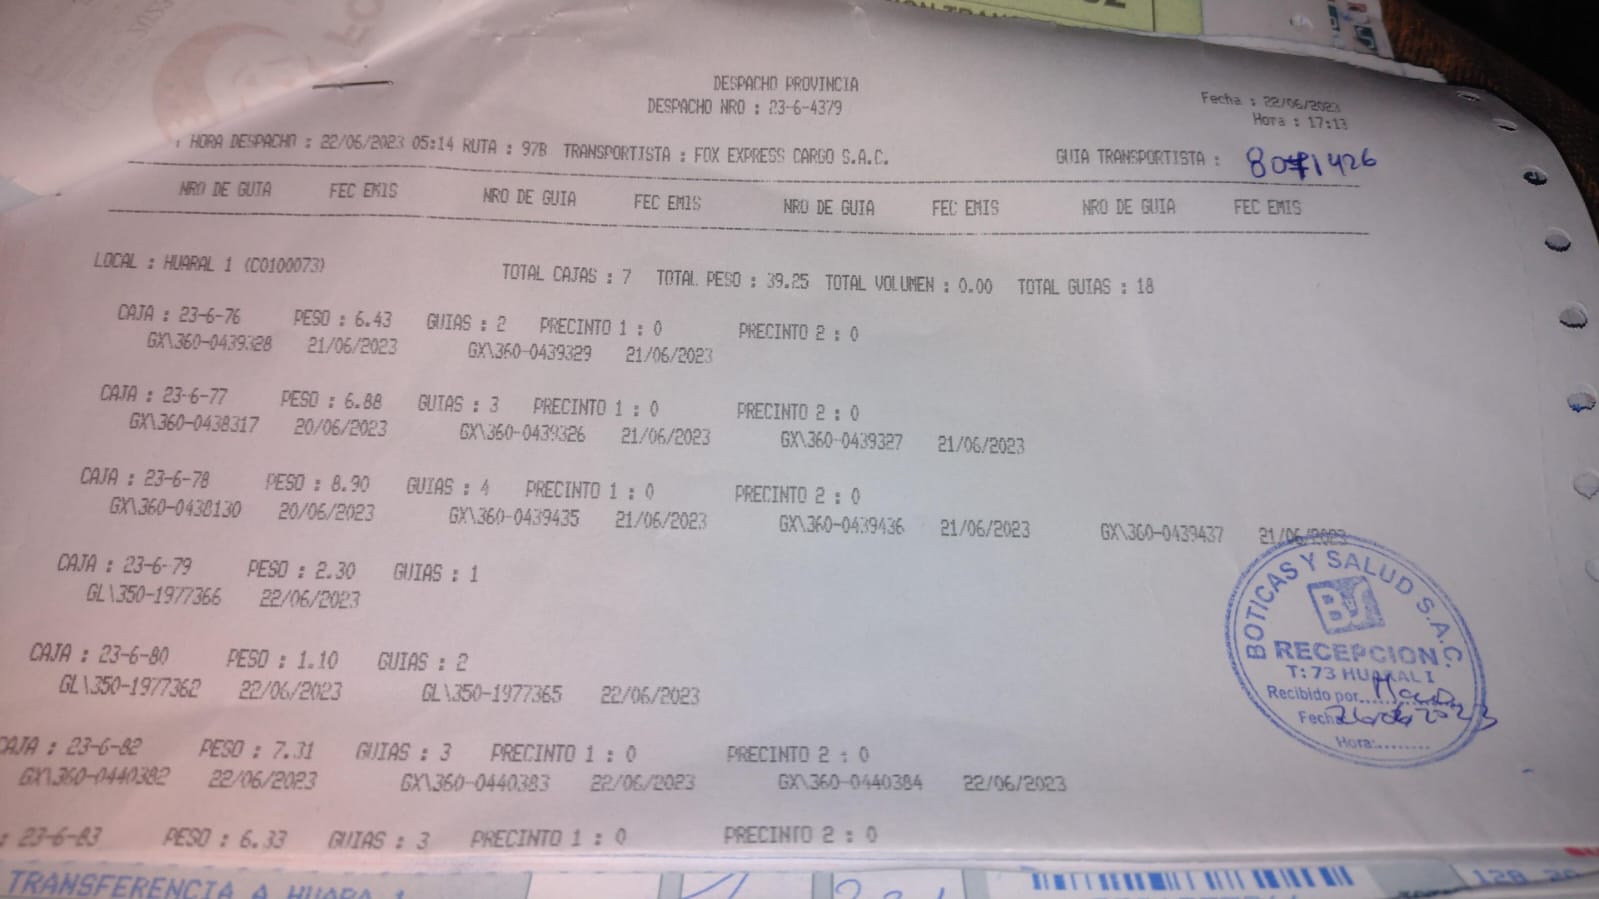 DESPACHO PROVINCIA
DESPACHO NRO : 23-6-4379
Fecha : 22/06/2023
Hora : 17:13
HORA DESPACHO : 22/06/2023 05:14 RUTA : 97B TRANSPORTISTA : FOX EXPRESS CARGO S.A.C. GUIA TRANSPORTISTA :
NRO DE GUIA FEC EMIS NRO DE GUIA FEC EMIS NRO DE GUIA FEC EMIS NRO DE GUIA FEC EMIS
LOCAL : HUARAL 1 (C0100073) TOTAL CAJAS : 7 TOTAL PESO : 39.25 TOTAL VOLUMEN : 0.00 TOTAL GUIAS : 18
CAJA : 23-6-76 PESO : 6.43 GUIAS : 2 PRECINTO 1 : 0 PRECINTO 2 : 0
GX\360-0439328 21/06/2023 GX\360-0439329 21/06/2023
CAJA : 23-6-77 PESO : 6.88 GUIAS : 3 PRECINTO 1 : 0 PRECINTO 2 : 0
GX\360-0438317 20/06/2023 GX\360-0439326 21/06/2023 GX\360-0439327 21/06/2023
CAJA : 23-6-78 PESO : 8.90 GUIAS : 4 PRECINTO 1 : 0 PRECINTO 2 : 0
GX\360-0438130 20/06/2023 GX\360-0439435 21/06/2023 GX\360-0439436 21/06/2023 GX\360-0439437 21/06/2023
CAJA : 23-6-79 PESO : 2.30 GUIAS : 1
GL\350-1977366 22/06/2023
CAJA : 23-6-80 PESO : 1.10 GUIAS : 2
GL\350-1977362 22/06/2023 GL\350-1977365 22/06/2023
CAJA : 23-6-82 PESO : 7.31 GUIAS : 3 PRECINTO 1 : 0 PRECINTO 2 : 0
GX\360-0440382 22/06/2023 GX\360-0440383 22/06/2023 GX\360-0440384 22/06/2023
: 23-6-83 PESO : 6.33 GUIAS : 3 PRECINTO 1 : 0 PRECINTO 2 : 0
BOTICAS Y SALUD S.A.C.
BS
RECEPCION
T: 73 HUARAL I
Recibido por
Fecha
Hora:........
TRANSFERENCIA A HUARA 1